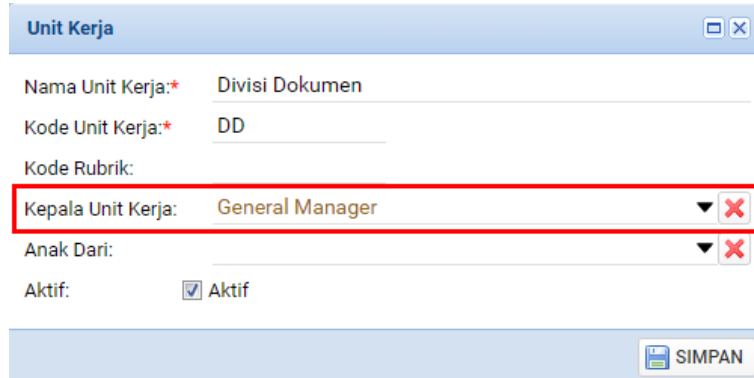 Unit Kerja
Nama Unit Kerja:* Divisi Dokumen
Kode Unit Kerja:* DD
Kode Rubrik:
Kepala Unit Kerja: General Manager
Anak Dari:
Aktif: Aktif
SIMPAN